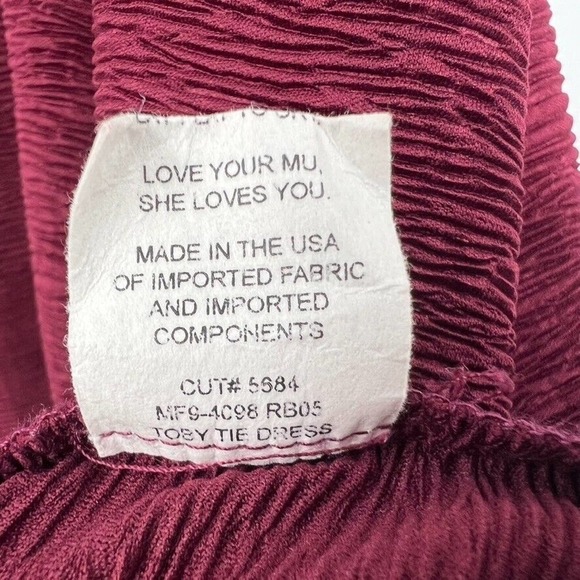 LOVE YOUR MU,
SHE LOVES YOU.
MADE IN THE USA
OF IMPORTED FABRIC
AND IMPORTED
COMPONENTS
CUT# 5684
MFS-4098 RB05
TOBY TIE DRESS